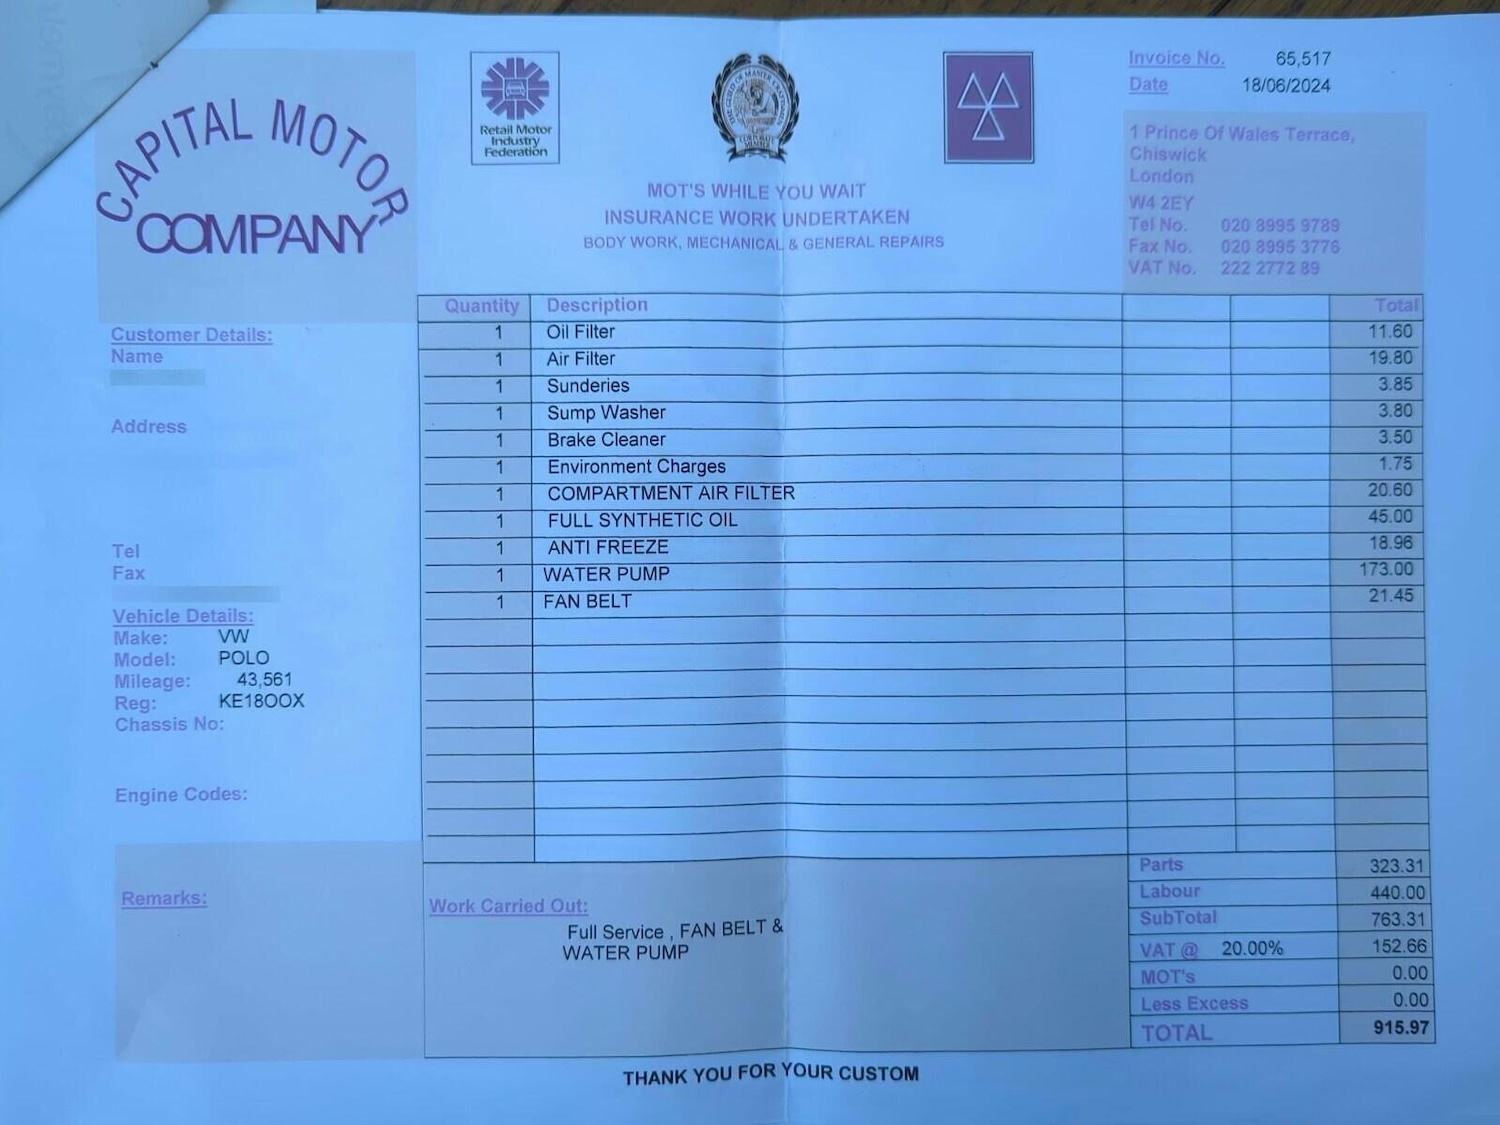 CAPITAL MOTOR
COMPANY
Retail Motor
Industry
Federation
MOT'S WHILE YOU WAIT
INSURANCE WORK UNDERTAKEN
BODY WORK, MECHANICAL & GENERAL REPAIRS
Invoice No. 65,517
Date 18/06/2024
1 Prince Of Wales Terrace,
Chiswick
London
W4 2EY
Tel No. 020 8995 9789
Fax No. 020 8995 3776
VAT No. 222 2772 89
Customer Details:
Name
Address
Tel
Fax
Vehicle Details:
Make: VW
Model: POLO
Mileage: 43,561
Reg: KE18OOX
Chassis No:
Engine Codes:
Remarks:
Quantity Description Total
1 Oil Filter 11.60
1 Air Filter 19.80
1 Sunderies 3.85
1 Sump Washer 3.80
1 Brake Cleaner 3.50
1 Environment Charges 1.75
1 COMPARTMENT AIR FILTER 20.60
1 FULL SYNTHETIC OIL 45.00
1 ANTI FREEZE 18.96
1 WATER PUMP 173.00
1 FAN BELT 21.45
Work Carried Out:
Full Service , FAN BELT &
WATER PUMP
Parts 323.31
Labour 440.00
SubTotal 763.31
VAT @ 20.00% 152.66
MOT's 0.00
Less Excess 0.00
TOTAL 915.97
THANK YOU FOR YOUR CUSTOM